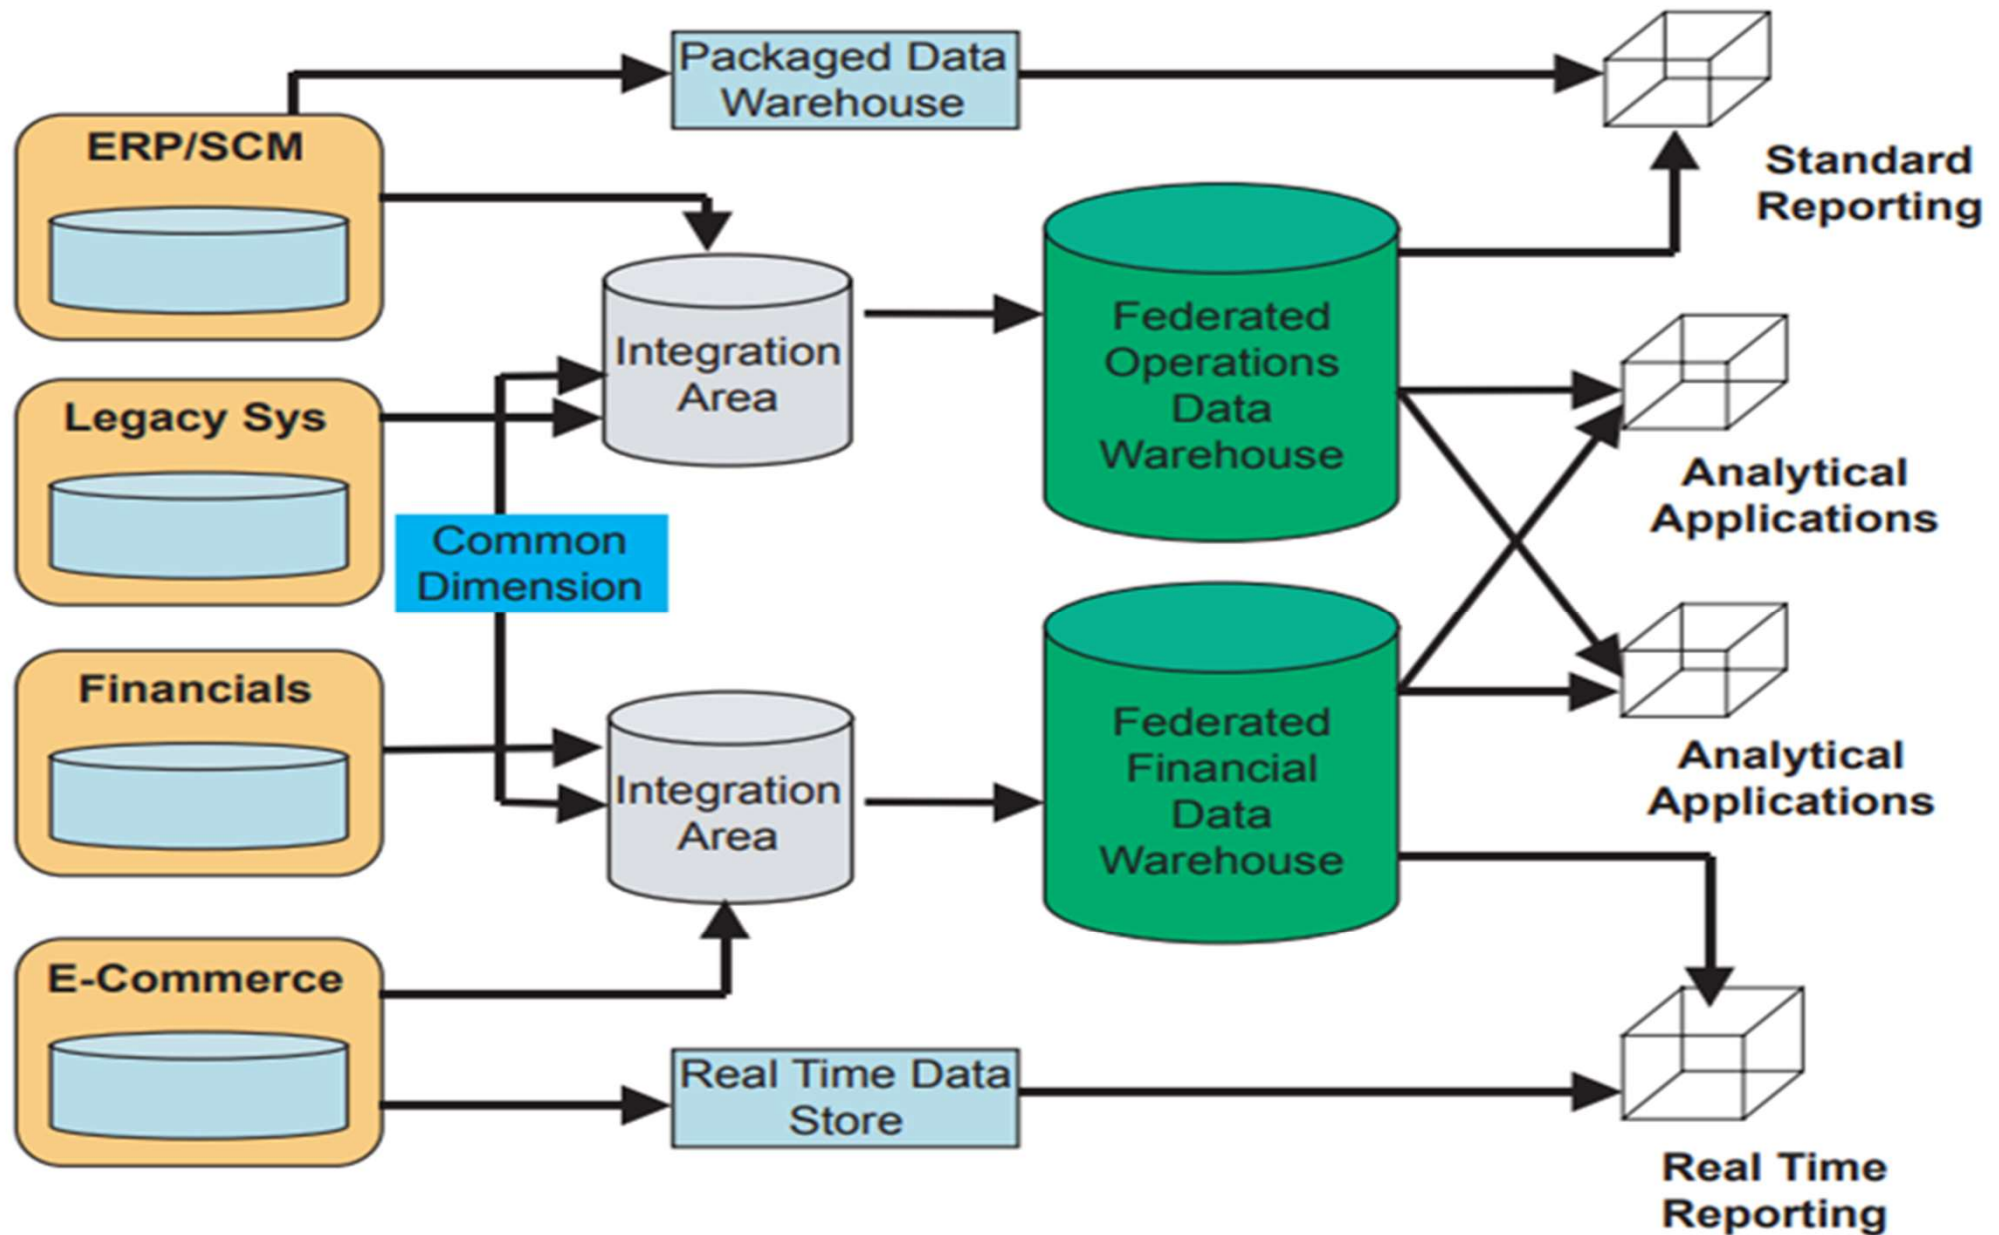 Packaged Data
Warehouse
ERP/SCM
Standard
Reporting
Integration
Area
Federated
Operations
Data
Warehouse
Legacy Sys
Analytical
Applications
Common
Dimension
Financials
Integration
Area
Federated
Financial
Data
Warehouse
Analytical
Applications
E-Commerce
Real Time Data
Store
Real Time
Reporting